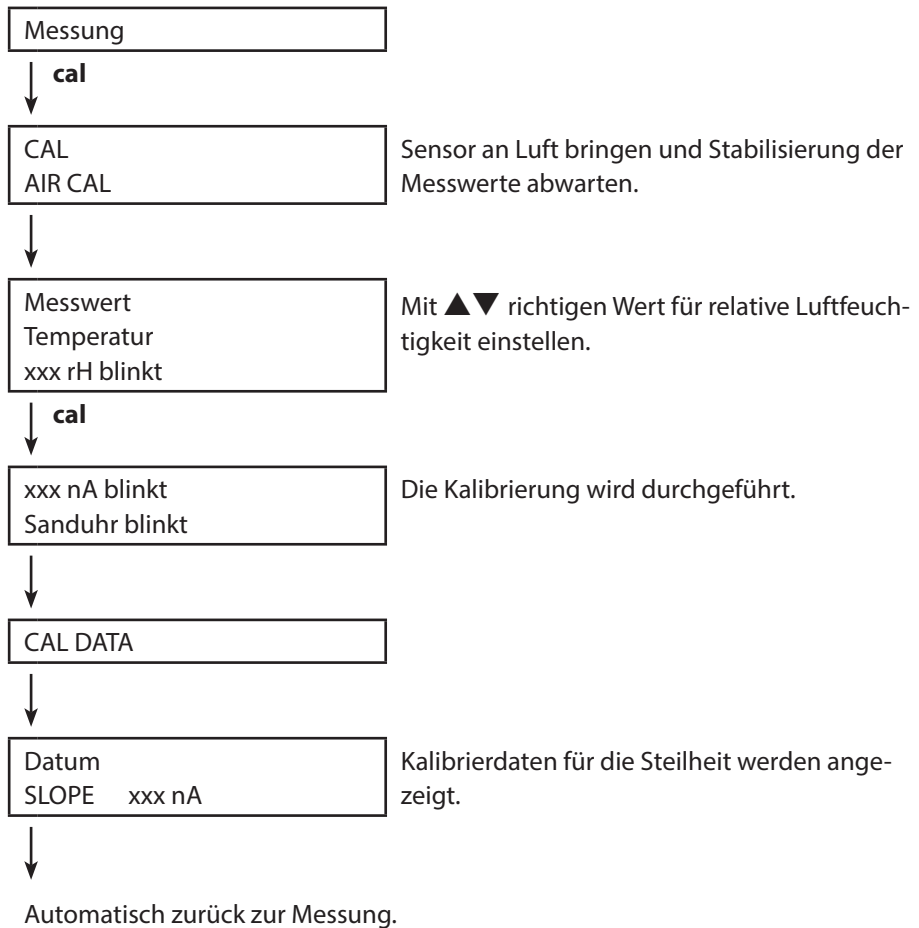 Messung
cal
CAL
AIR CAL
Sensor an Luft bringen und Stabilisierung der
Messwerte abwarten.
Messwert
Temperatur
xxx rH blinkt
Mit ▲▼ richtigen Wert für relative Luftfeuch-
tigkeit einstellen.
cal
xxx nA blinkt
Sanduhr blinkt
Die Kalibrierung wird durchgeführt.
CAL DATA
Datum
SLOPE xxx nA
Kalibrierdaten für die Steilheit werden ange-
zeigt.
Automatisch zurück zur Messung.